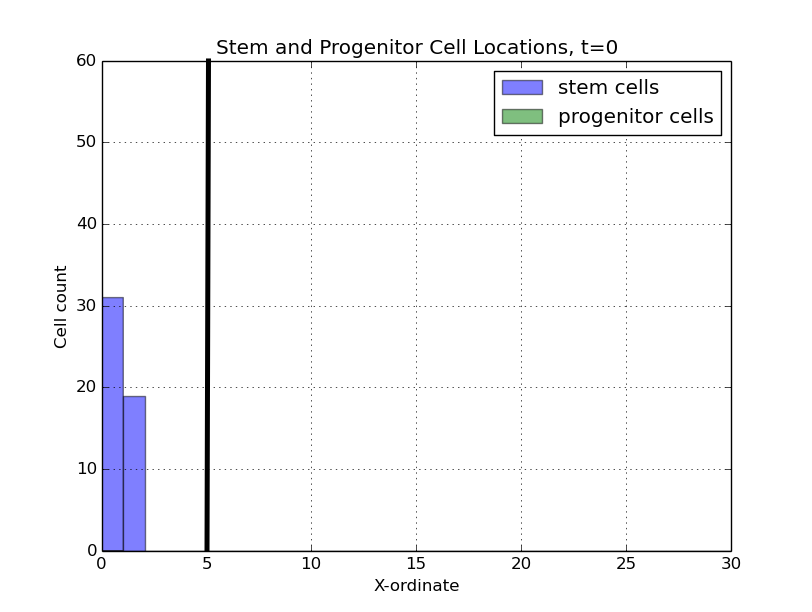 Stem and Progenitor Cell Locations, t=0
stem cells
progenitor cells
60
50
40
30
20
10
0
Cell count
0 5 10 15 20 25 30
X-ordinate